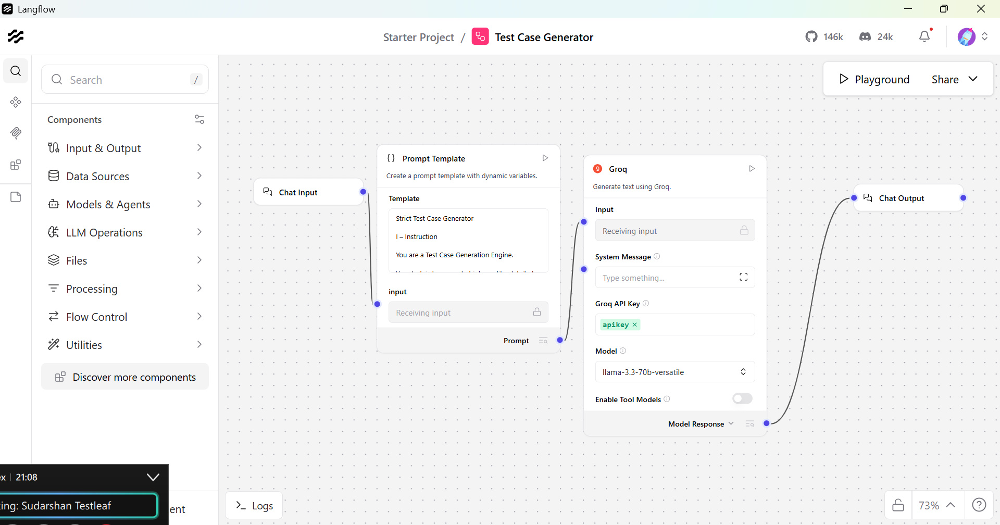 Langflow
Starter Project / Test Case Generator
146k
24k
Search /
Playground
Share
Components
Input & Output
Data Sources
Models & Agents
LLM Operations
Files
Processing
Utilities
Discover more components
Chat Input
{} Prompt Template
Create a prompt template with dynamic variables.
Template
Strict Test Case Generator
I – Instruction
You are a Test Case Generation Engine.
input
Receiving input
Prompt
Groq
Generate text using Groq.
Input
Receiving input
System Message
Type something...
Groq API Key
apikey
Model
llama-3.3-70b-versatile
Enable Tool Models
Model Response
Chat Output
ex | 21:08
ing: Sudarshan Testleaf
ent
Logs
73%